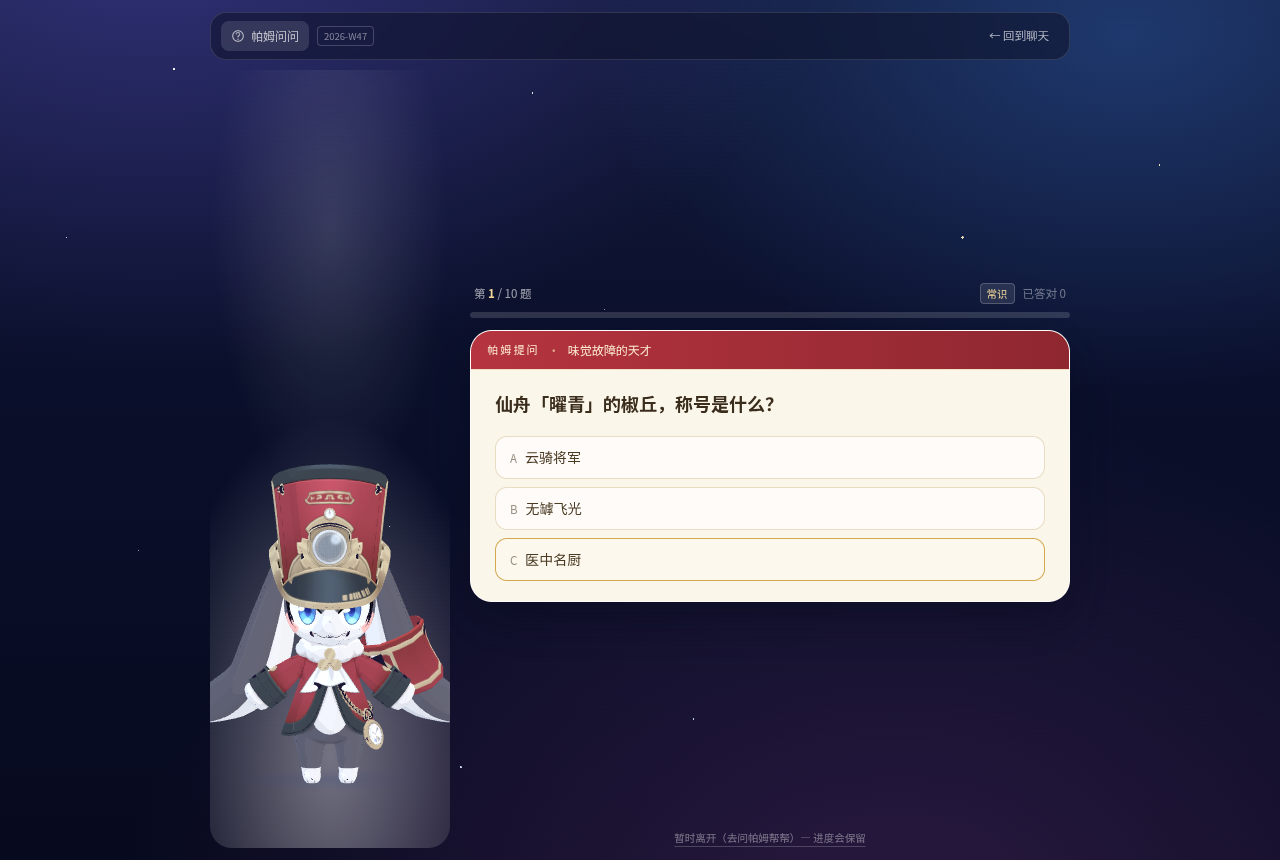 帕姆问问
2026-W47
← 回到聊天
第 1 / 10 题
常识
已答对 0
帕姆提问 • 味觉故障的天才
仙舟「曜青」的椒丘，称号是什么？
A 云骑将军
B 无罅飞光
C 医中名厨
暂时离开（去问帕姆帮帮）— 进度会保留